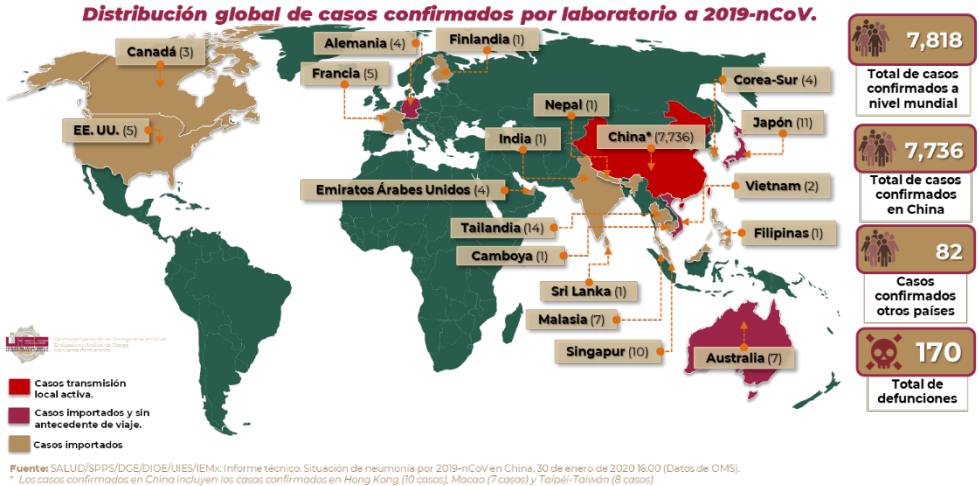 Distribución global de casos confirmados por laboratorio a 2019-nCoV.
Canadá (3)
Alemania (4)
Finlandia (1)
Francia (5)
Corea-Sur (4)
EE. UU. (5)
Nepal (1)
Japón (11)
India (1)
China* (7,736)
Emiratos Árabes Unidos (4)
Vietnam (2)
Tailandia (14)
Filipinas (1)
Camboya (1)
Sri Lanka (1)
Malasia (7)
Singapur (10)
Australia (7)
7,818
Total de casos
confirmados a
nivel mundial
7,736
Total de casos
confirmados
en China
82
Casos
confirmados
otros países
170
Total de
defunciones
Casos transmisión
local activa.
Casos importados y sin
antecedente de viaje.
Casos importados
Fuente: SALUD/SPPS/DGE/DIOE/UIES/IEMx: Informe técnico: Situación de neumonía por 2019-nCoV en China, 30 de enero de 2020 16:00 (Datos de OMS).
* Los casos confirmados en China incluyen los casos confirmados en Hong Kong (10 casos), Macao (7 casos) y Taipéi-Taiwán (8 casos).